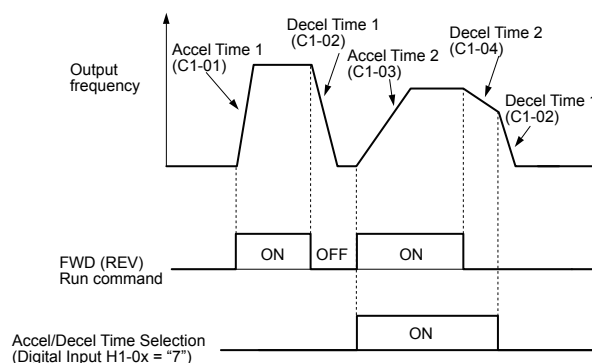 Decel Time 1
(C1-02)
Decel Time 2
(C1-04)
Accel Time 1
(C1-01)
Accel Time 2
(C1-03)
Output
frequency
Decel Time 1
(C1-02)
FWD (REV)
Run command
ON
OFF
ON
Accel/Decel Time Selection
(Digital Input H1-0x = “7”)
ON